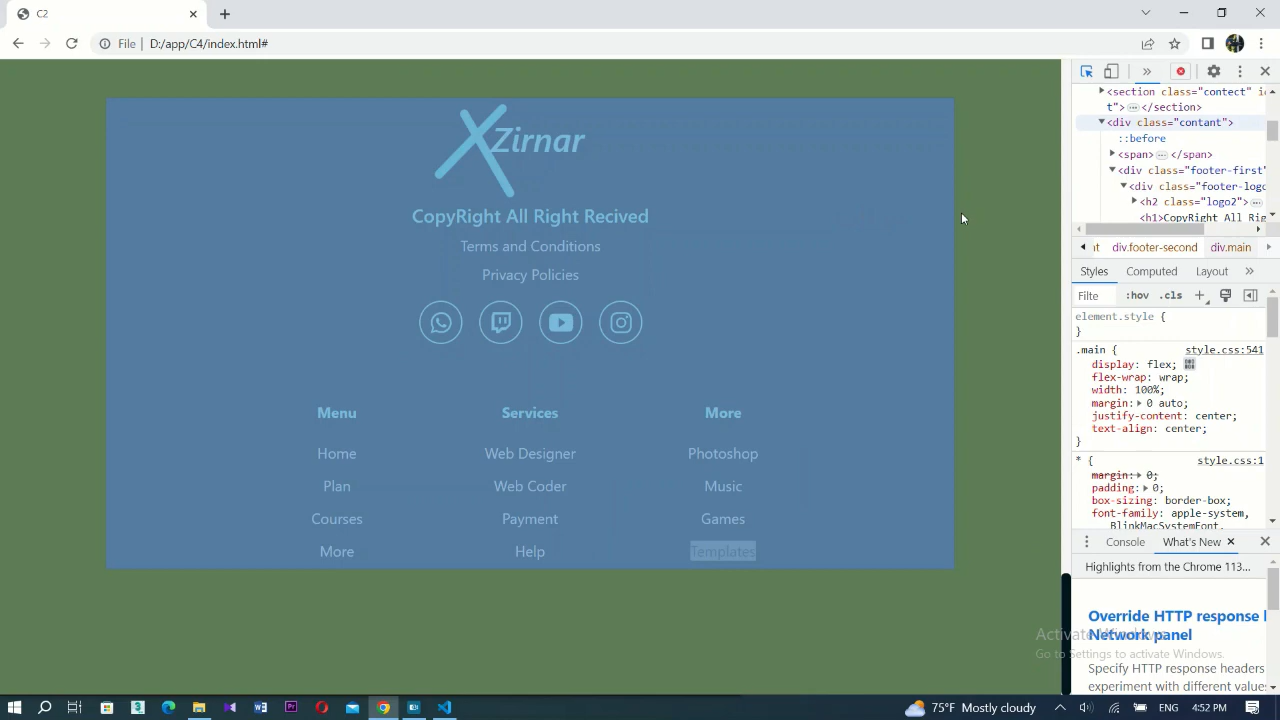 C2
File
D:/app/C4/index.html#
XZirnar
CopyRight All Right Recived
Terms and Conditions
Privacy Policies
Menu Services More
Home Web Designer Photoshop
Plan Web Coder Music
Courses Payment Games
More Help Templates
<section class="contect"
t">…</section>
<div class="contant">
::before
<span>…</span>
<div class="footer-first"
<div class="footer-logo
<h2 class="logo2">…
<h1>CopyRight All Rig
nt div.footer-second div.main
Styles Computed Layout
Filte :hov .cls
element.style {
}
.main { style.css:541
display: flex;
flex-wrap: wrap;
width: 100%;
margin: 0 auto;
justify-content: center;
text-align: center;
}
* { style.css:1
margin: 0;
padding: 0;
box-sizing: border-box;
font-family: apple-system,
BlinkMacSystemFont,
Console What's New
Highlights from the Chrome 113...
Override HTTP response
Network panel
Specify HTTP response headers
experiment with different value
Activate Windows
Go to Settings to activate Windows.
75°F Mostly cloudy
ENG 4:52 PM